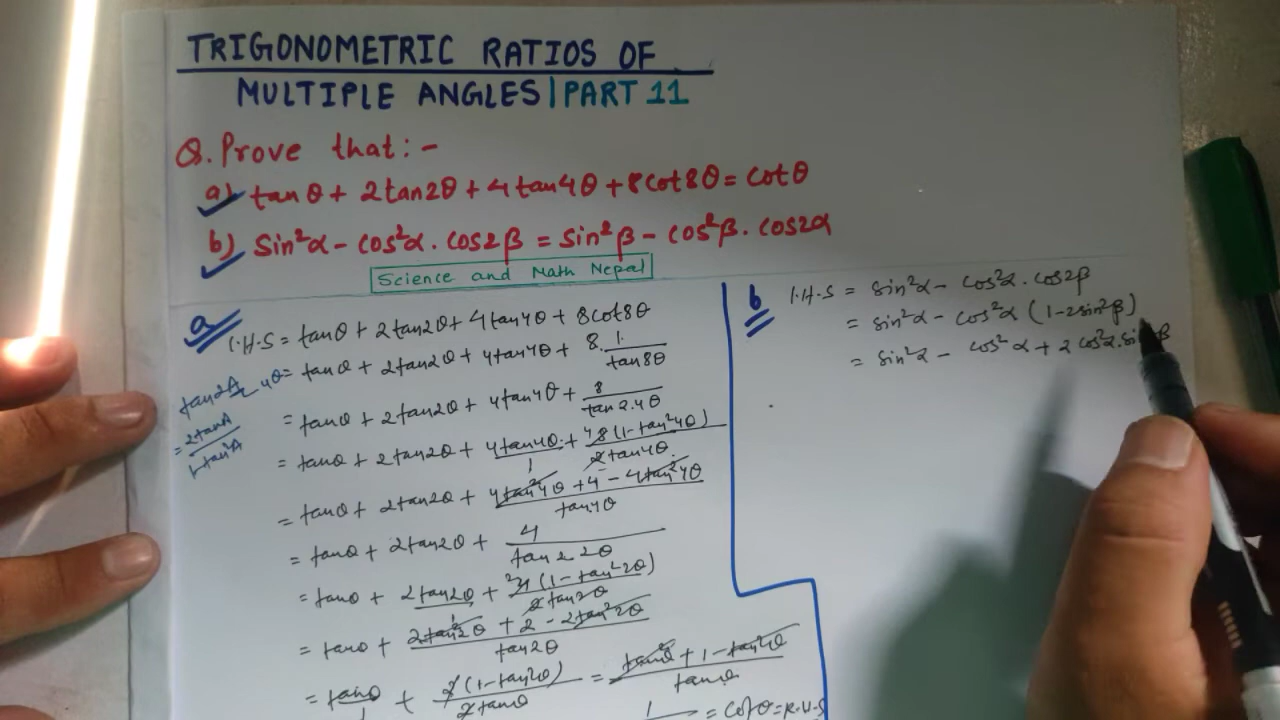 TRIGONOMETRIC RATIOS OF
MULTIPLE ANGLES | PART 11
Q. Prove that :-
a) tanθ + 2tan2θ + 4tan4θ + 8cot8θ = cotθ
b) Sin²α - cos²α . cos2β = sin²β - cos²β . cos2α
Science and Math Nepal
a
L.H.S = tanθ + 2tan2θ + 4tan4θ + 8cot8θ
= tanθ + 2tan2θ + 4tan4θ + 8. 1/tan8θ
tan2A
= 2tanA/1-tan²A
= tanθ + 2tan2θ + 4tan4θ + 8/tan2.4θ
= tanθ + 2tan2θ + 4tan4θ/1 + 8(1-tan²4θ)/2tan4θ
= tanθ + 2tan2θ + 4tan²4θ + 4 - 4tan²4θ/tan4θ
= tanθ + 2tan2θ + 4/tan2 2θ
= tanθ + 2tan2θ + 4(1-tan²2θ)/2tan2θ
= tanθ + 2tan²2θ + 2 - 2tan²2θ/tan2θ
= tanθ/1 + 2(1-tan²θ)/2tanθ = tan²θ + 1 - tan²θ/tanθ
1 = cotθ = R.H.S
b
L.H.S = sin²α - cos²α . cos2β
= sin²α - cos²α (1-2sin²β)
= sin²α - cos²α + 2cos²α.